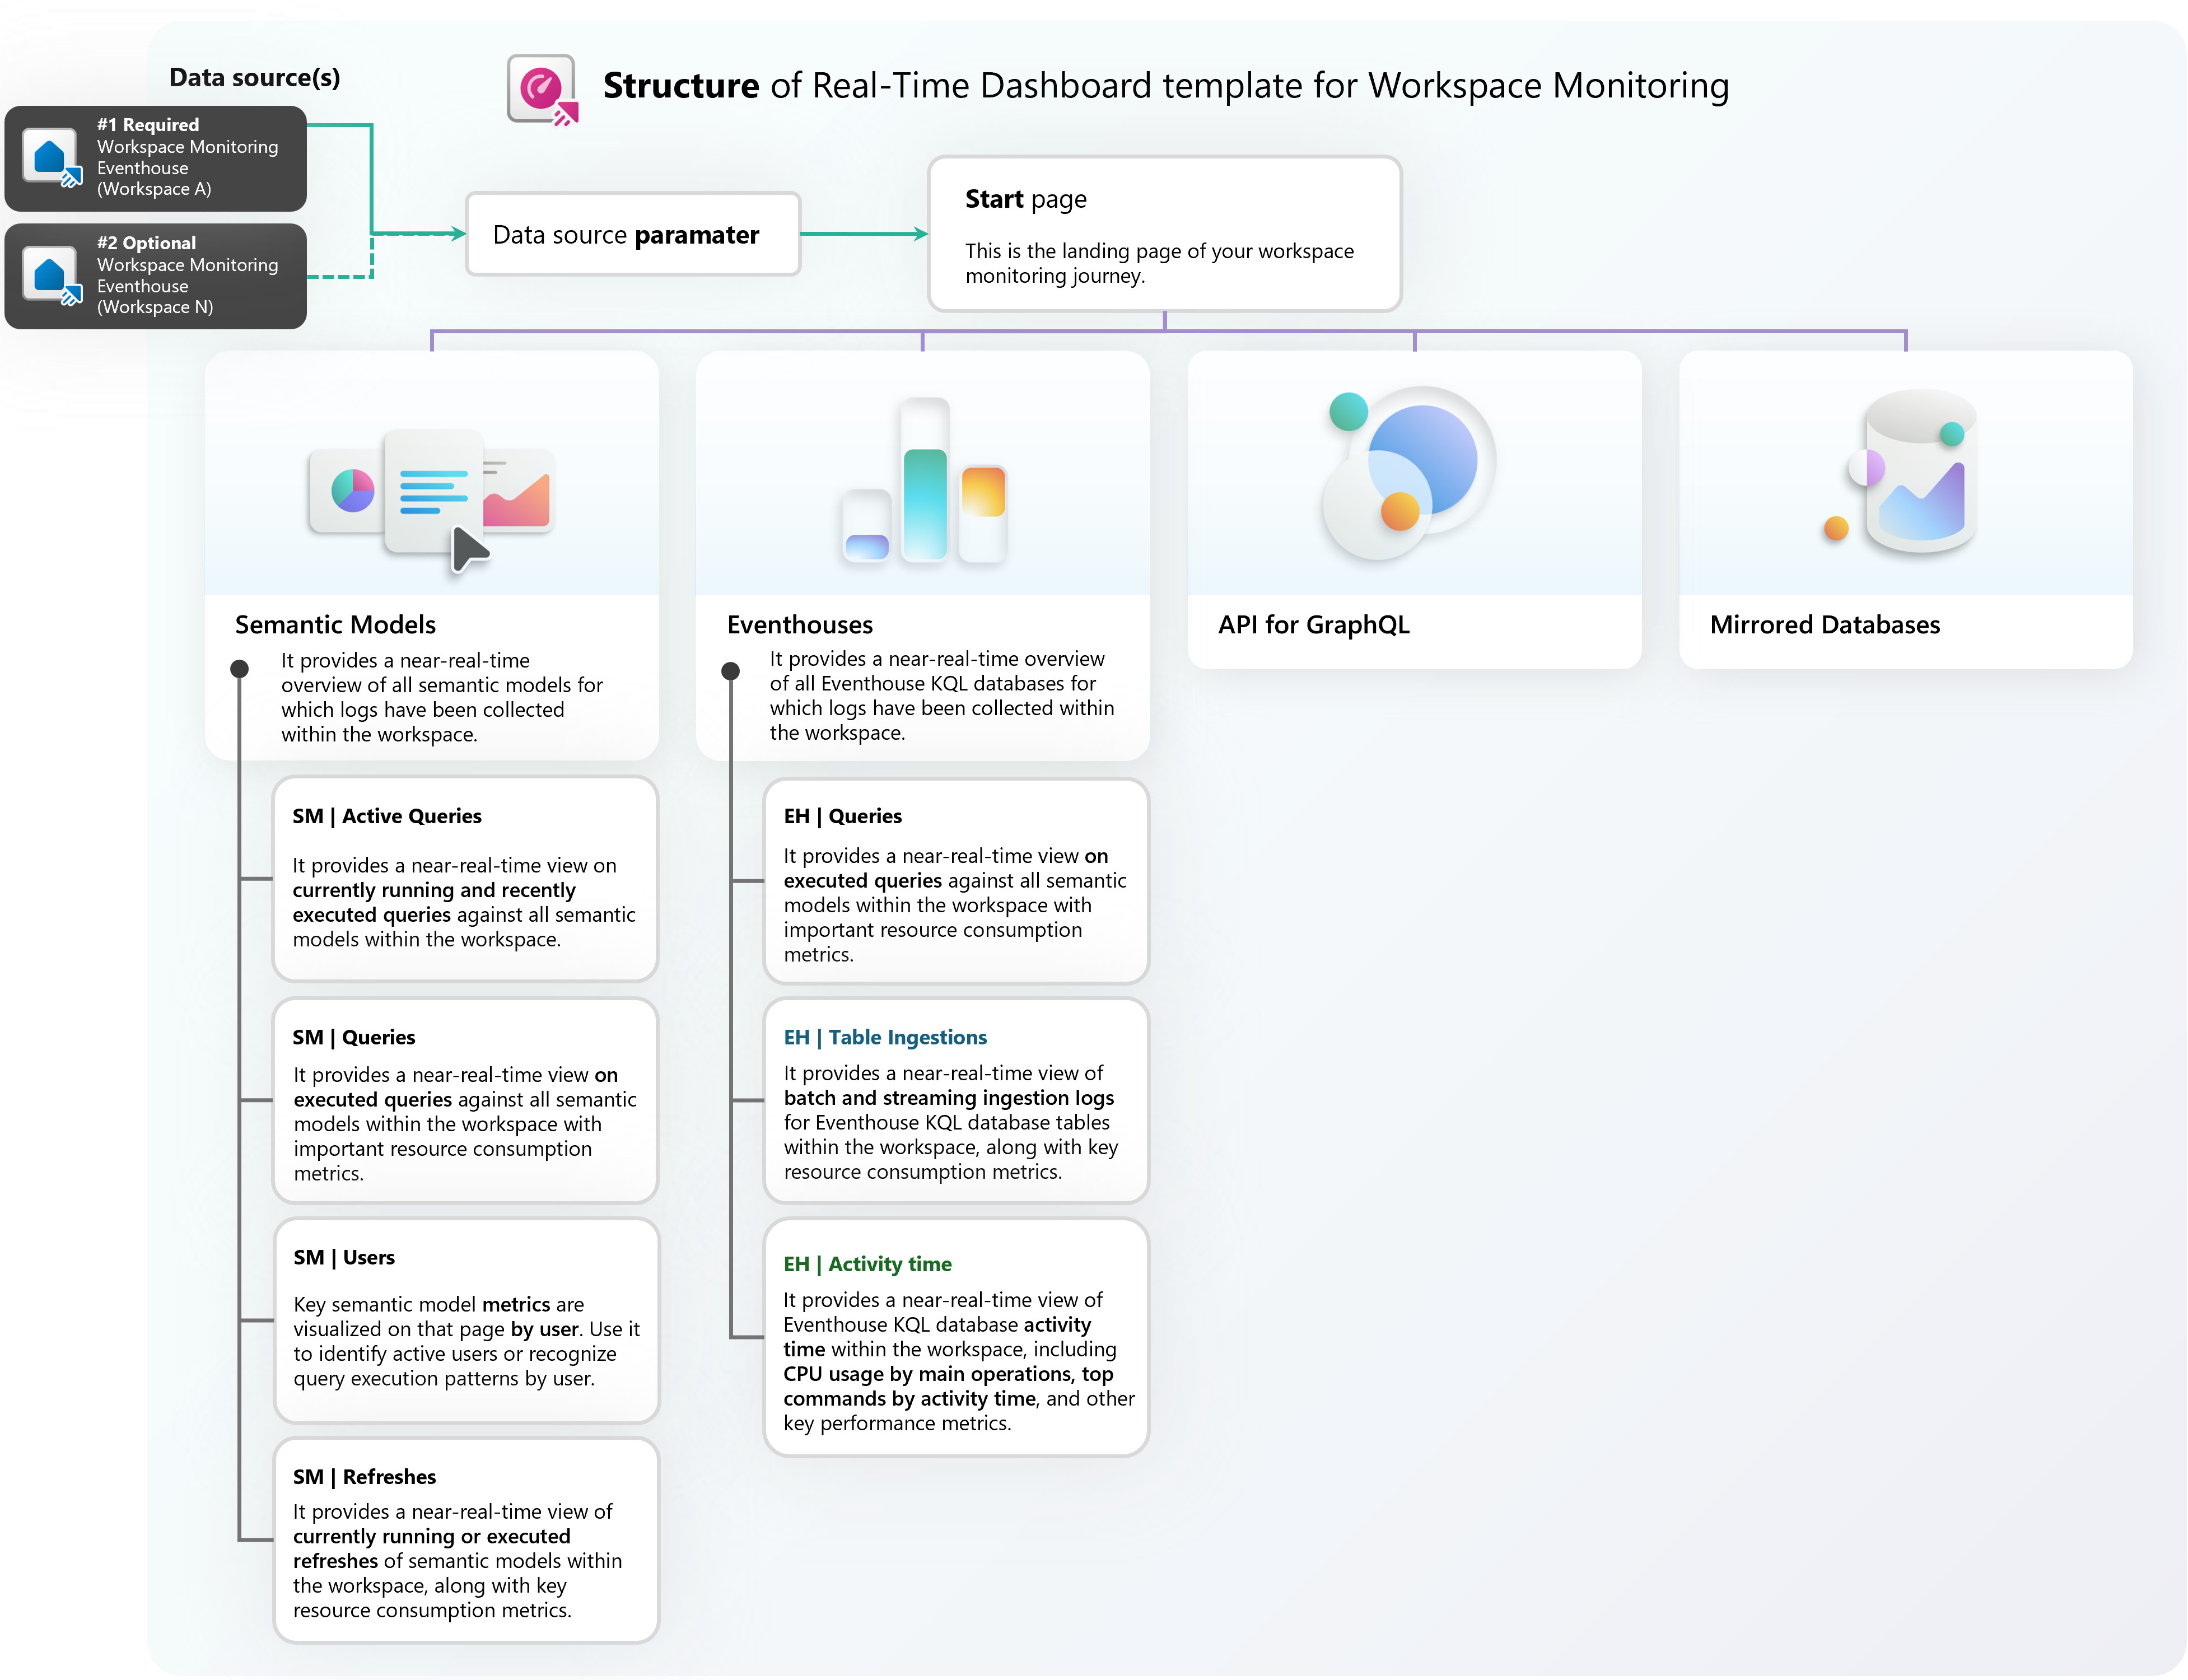 Data source(s)
Structure of Real-Time Dashboard template for Workspace Monitoring
#1 Required
Workspace Monitoring
Eventhouse
(Workspace A)
#2 Optional
Workspace Monitoring
Eventhouse
(Workspace N)
Data source paramater
Start page
This is the landing page of your workspace
monitoring journey.
Semantic Models
It provides a near-real-time
overview of all semantic models for
which logs have been collected
within the workspace.
SM | Active Queries
It provides a near-real-time view on
currently running and recently
executed queries against all semantic
models within the workspace.
SM | Queries
It provides a near-real-time view on
executed queries against all semantic
models within the workspace with
important resource consumption
metrics.
SM | Users
Key semantic model metrics are
visualized on that page by user. Use it
to identify active users or recognize
query execution patterns by user.
SM | Refreshes
It provides a near-real-time view of
currently running or executed
refreshes of semantic models within
the workspace, along with key
resource consumption metrics.
Eventhouses
It provides a near-real-time overview
of all Eventhouse KQL databases for
which logs have been collected within
the workspace.
EH | Queries
It provides a near-real-time view on
executed queries against all semantic
models within the workspace with
important resource consumption
metrics.
EH | Table Ingestions
It provides a near-real-time view of
batch and streaming ingestion logs
for Eventhouse KQL database tables
within the workspace, along with key
resource consumption metrics.
EH | Activity time
It provides a near-real-time view of
Eventhouse KQL database activity
time within the workspace, including
CPU usage by main operations, top
commands by activity time, and other
key performance metrics.
API for GraphQL
Mirrored Databases